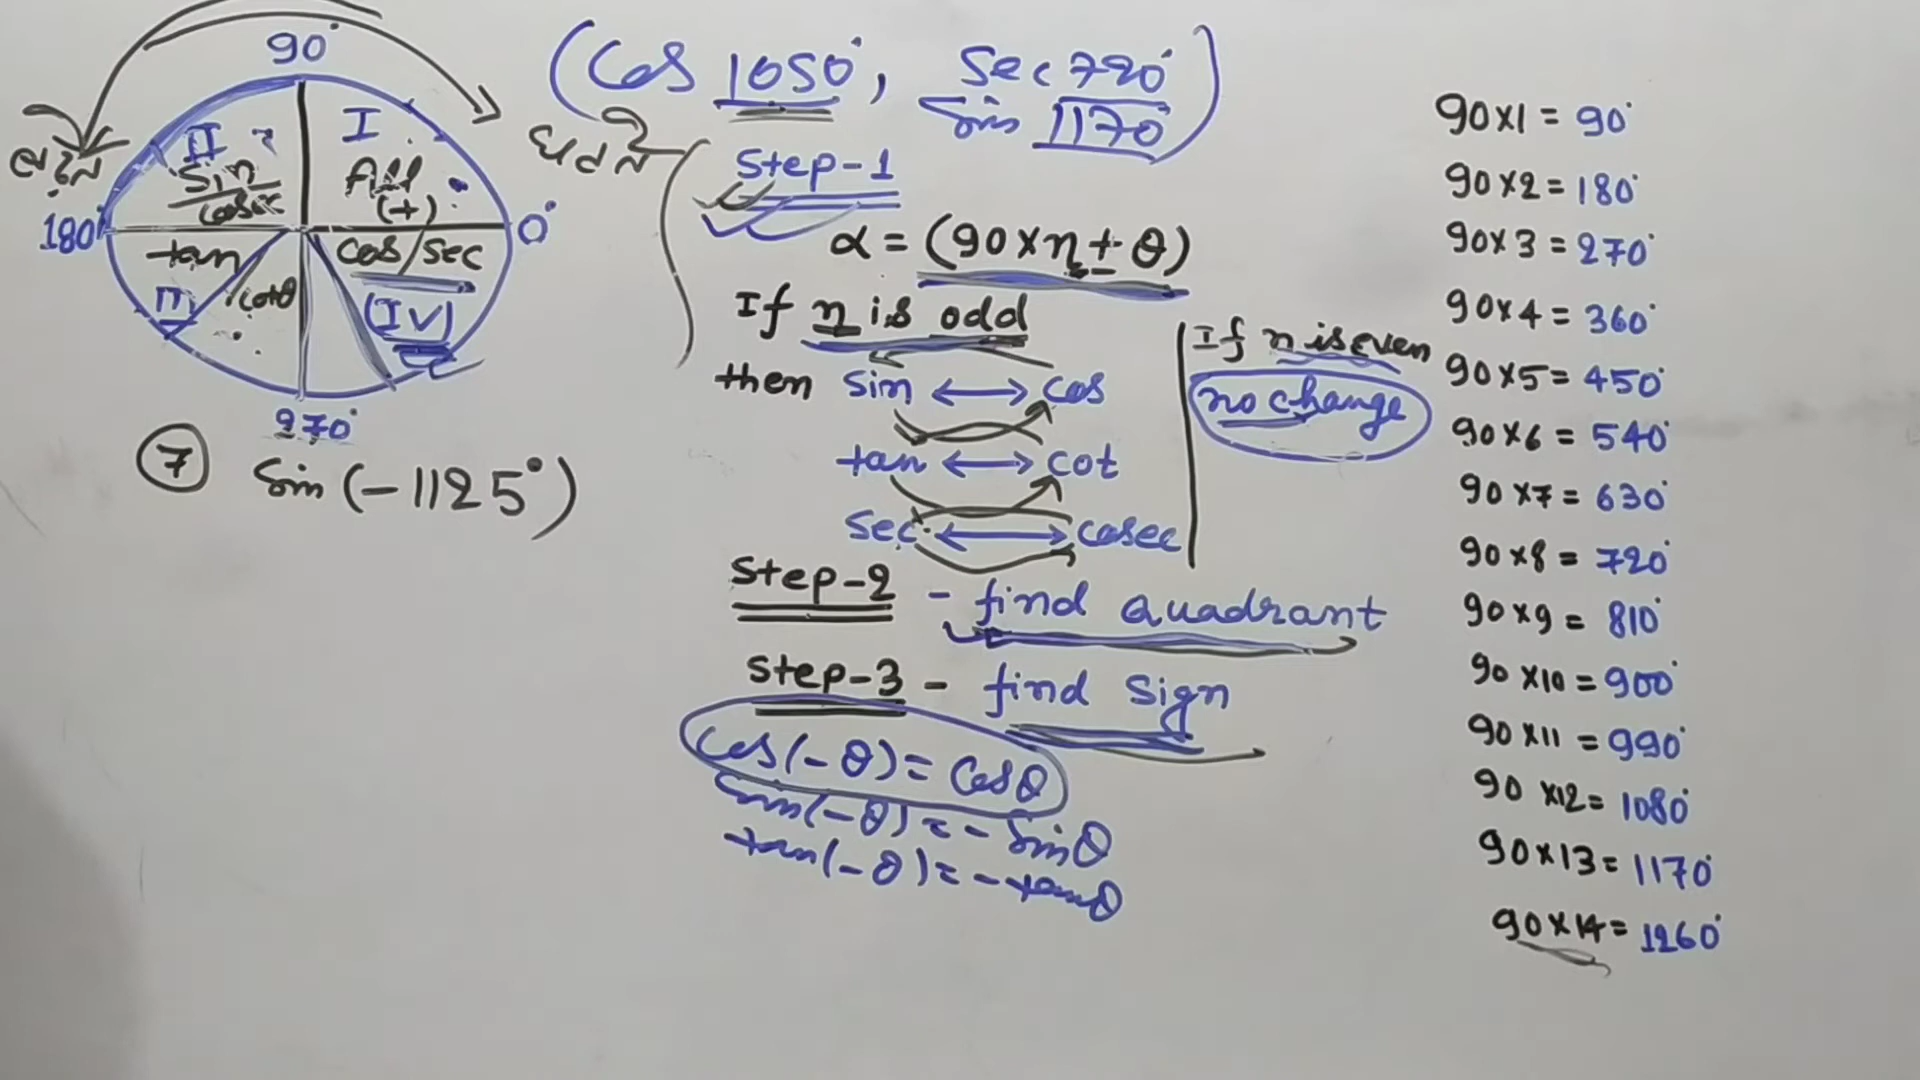 90°
II
I
Sin
cosec
All
(+)
180°
0°
tan
cotθ
cos/sec
III
(IV)
270°
⑦ Sin(-1125°)
(Cos 1050°, Sec 720°
Sin 1170°)
Step-1
α = (90×n±θ)
If n is odd
then Sin ↔ cos
tan ↔ cot
Sec ↔ cosec
If n is even
no change
Step-2 - find quadrant
Step-3 - find Sign
Cos(-θ) = Cosθ
Sin(-θ) = - Sinθ
tan(-θ) = - tanθ
90×1 = 90°
90×2 = 180°
90×3 = 270°
90×4 = 360°
90×5 = 450°
90×6 = 540°
90×7 = 630°
90×8 = 720°
90×9 = 810°
90×10 = 900°
90×11 = 990°
90×12 = 1080°
90×13 = 1170°
90×14 = 1260°